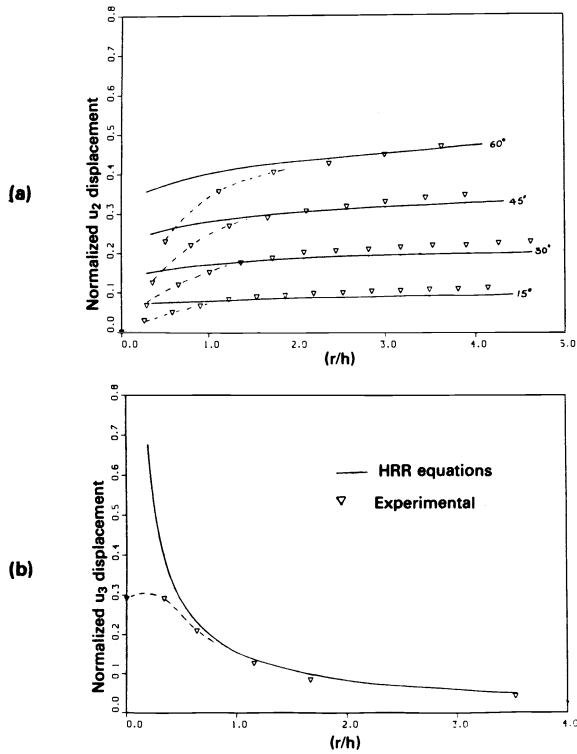 (a)
Normalized u2 displacement
0.8
0.7
0.6
0.5
0.4
0.3
0.2
0.1
0.0
60°
45°
30°
15°
0.0 1.0 2.0 3.0 4.0 5.0
(r/h)
(b)
Normalized u3 displacement
0.8
0.7
0.6
0.5
0.4
0.3
0.2
0.1
0.0
HRR equations
Experimental
0.0 1.0 2.0 3.0 4.0
(r/h)